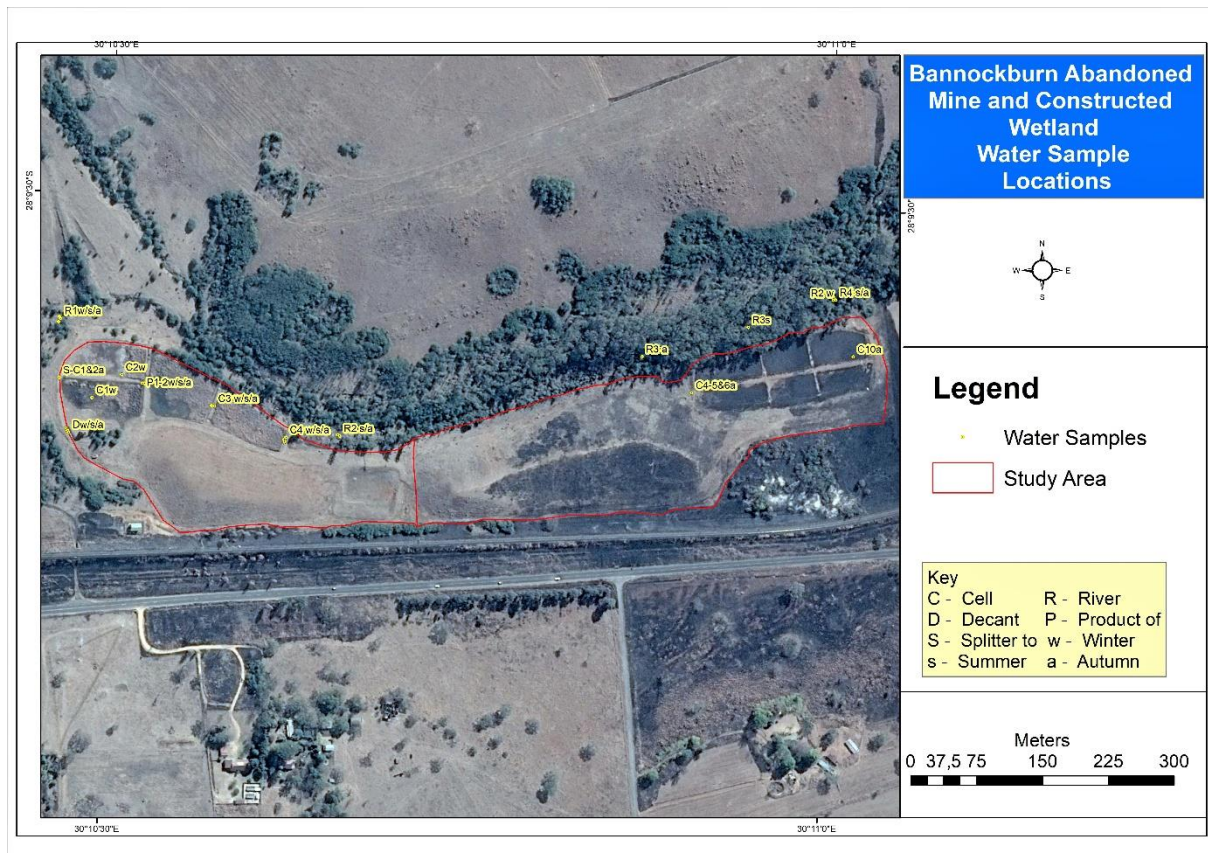 30°10'30"E
30°11'0"E
Bannockburn Abandoned
Mine and Constructed
Wetland
Water Sample
Locations
28°9'30"S
28°9'30"
N
W
E
S
R1w/s/a
R2 w
R4 s/a
R3s
R3 a
C10a
S-C1&2a
C2w
P1-2w/s/a
C1w
C3 w/s/a
C4-5&6a
Dw/s/a
C4 w/s/a
R2 s/a
Legend
Water Samples
Study Area
Key
C - Cell R - River
D - Decant P - Product of
S - Splitter to w - Winter
s - Summer a - Autumn
Meters
0 37,5 75 150 225 300
30°10'30"E
30°11'0"E